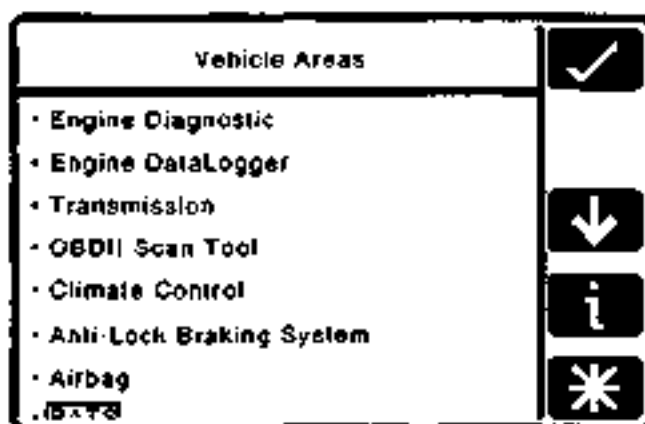 Vehicle Areas
· Engine Diagnostic
· Engine DataLogger
· Transmission
· OBDII Scan Tool
· Climate Control
· Anti-Lock Braking System
· Airbag
i